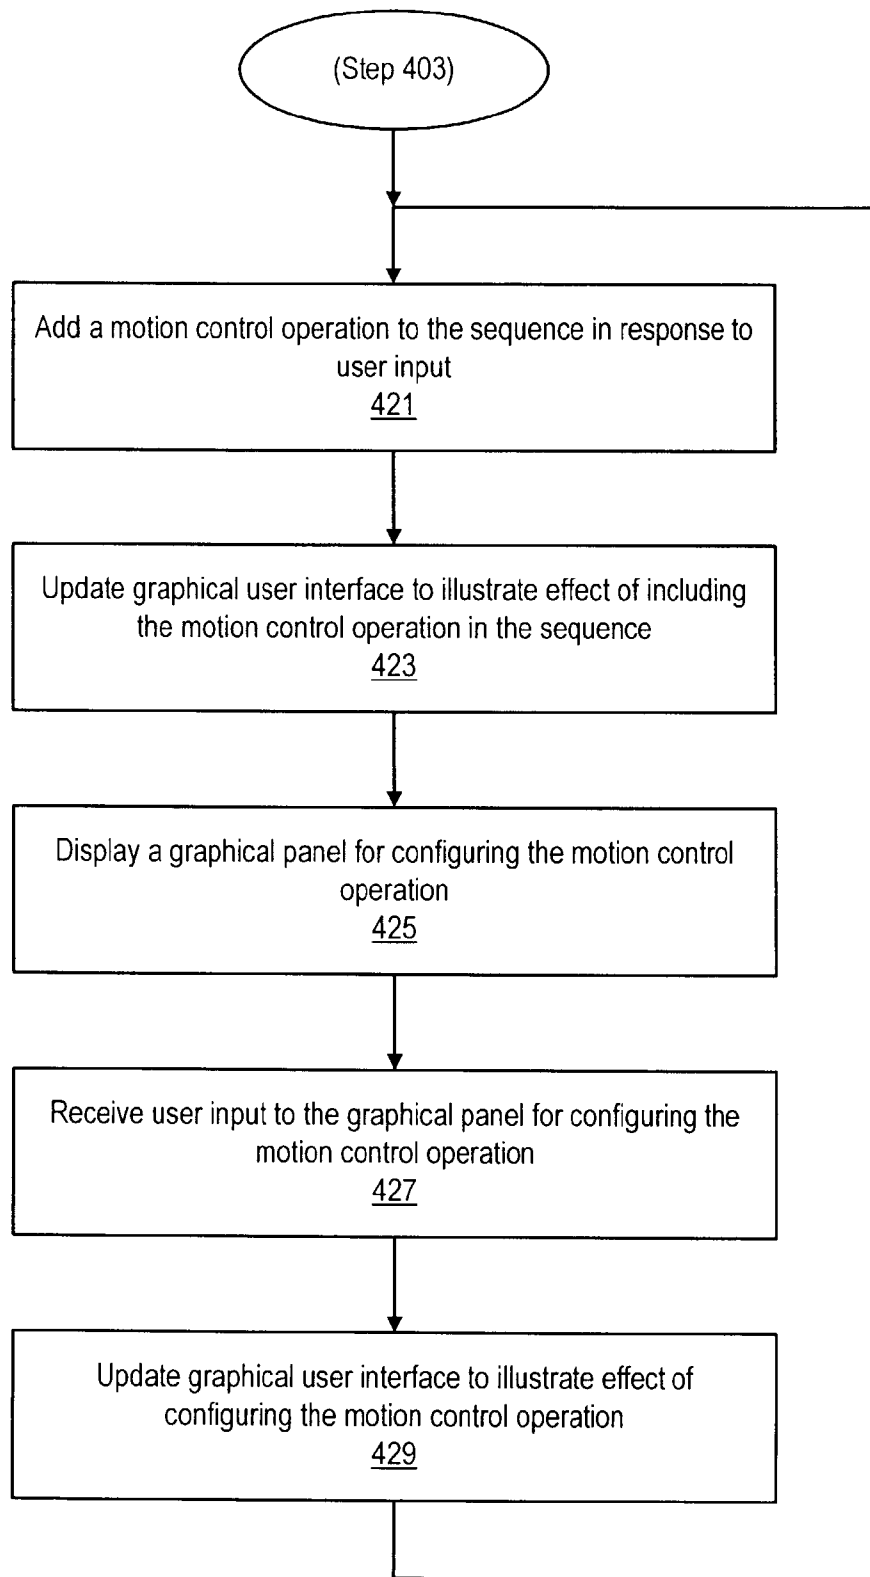 (Step 403)
Add a motion control operation to the sequence in response to
user input
421
Update graphical user interface to illustrate effect of including
the motion control operation in the sequence
423
Display a graphical panel for configuring the motion control
operation
425
Receive user input to the graphical panel for configuring the
motion control operation
427
Update graphical user interface to illustrate effect of
configuring the motion control operation
429